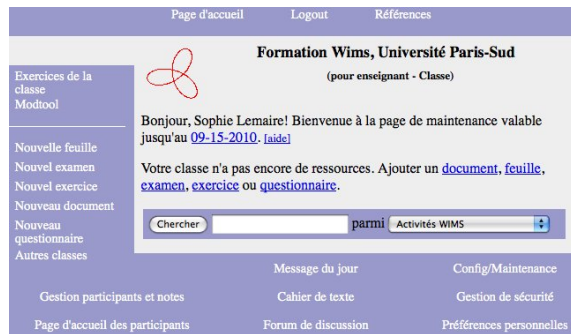 Page d'accueil Logout Références
Formation Wims, Université Paris-Sud
(pour enseignant - Classe)
Exercices de la
classe
Modtool
Bonjour, Sophie Lemaire! Bienvenue à la page de maintenance valable
jusqu'au 09-15-2010. [aide]
Nouvelle feuille
Nouvel examen
Nouvel exercice
Nouveau document
Nouveau
questionnaire
Autres classes
Votre classe n'a pas encore de ressources. Ajouter un document, feuille,
examen, exercice ou questionnaire.
Chercher parmi Activités WIMS
Message du jour Config/Maintenance
Gestion participants et notes Cahier de texte Gestion de sécurité
Page d'accueil des participants Forum de discussion Préférences personnelles